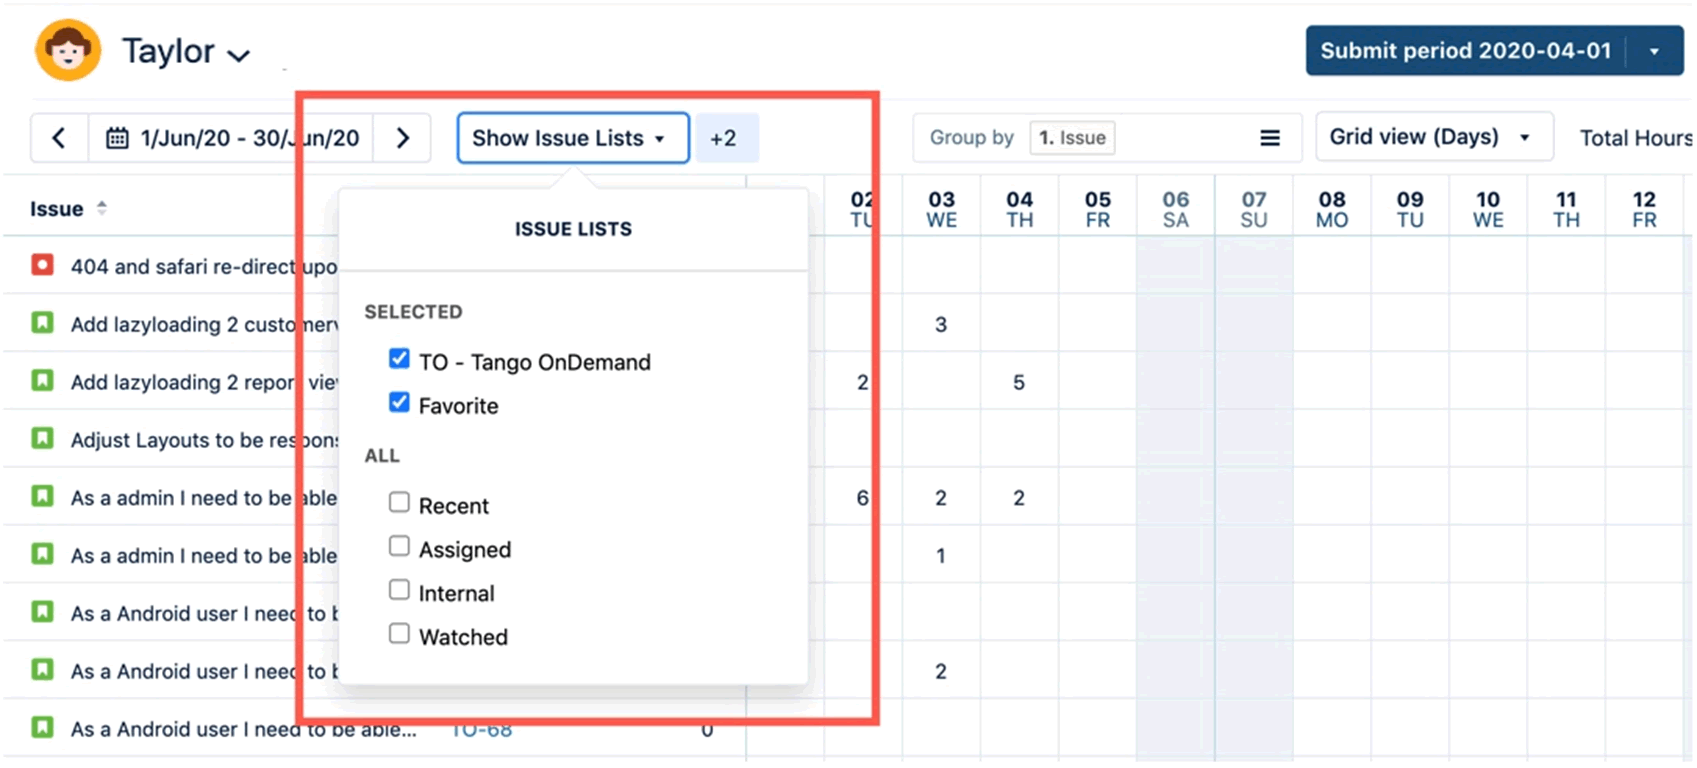 Taylor
Submit period 2020-04-01
1/Jun/20 - 30/Jun/20
Show Issue Lists
+2
Group by
1. Issue
Grid view (Days)
Total Hours
Issue
02 03 04 05 06 07 08 09 10 11 12
TU WE TH FR SA SU MO TU WE TH FR
ISSUE LISTS
SELECTED
TO - Tango OnDemand
Favorite
ALL
Recent
Assigned
Internal
Watched
404 and safari re-direct upo
Add lazyloading 2 customerv
3
Add lazyloading 2 report vie
2 5
Adjust Layouts to be respons
As a admin I need to be able
6 2 2
As a admin I need to be able
1
As a Android user I need to b
As a Android user I need to b
2
As a Android user I need to be able...
TO-68
0